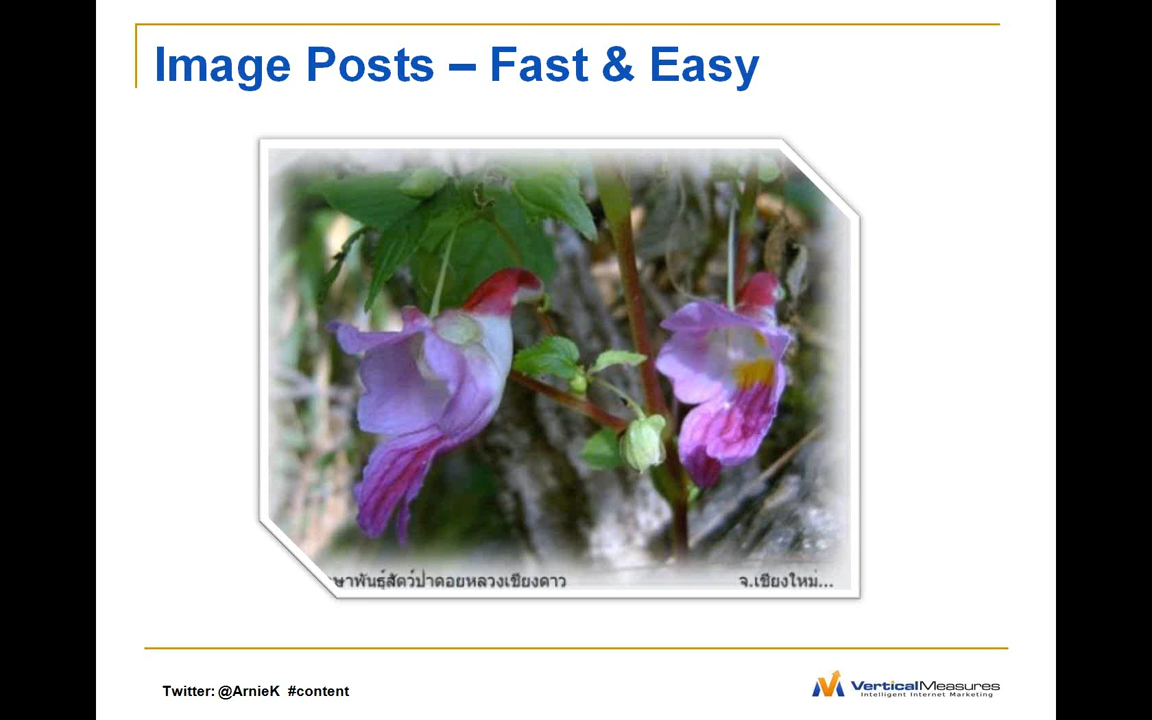 Image Posts – Fast & Easy
ษาพันธุ์สัตว์ป่าดอยหลวงเชียงดาว
จ.เชียงใหม่...
Twitter: @ArnieK #content
VerticalMeasures
Intelligent Internet Marketing